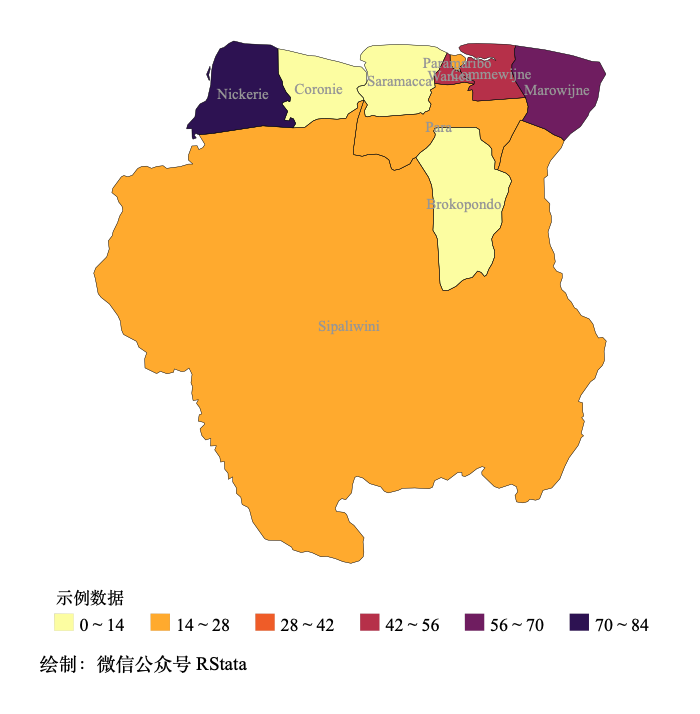 Paramaribo
Wanica
Commewijne
Nickerie
Coronie
Saramacca
Marowijne
Para
Brokopondo
Sipaliwini
示例数据
0 ~ 14
14 ~ 28
28 ~ 42
42 ~ 56
56 ~ 70
70 ~ 84
绘制：微信公众号 RStata